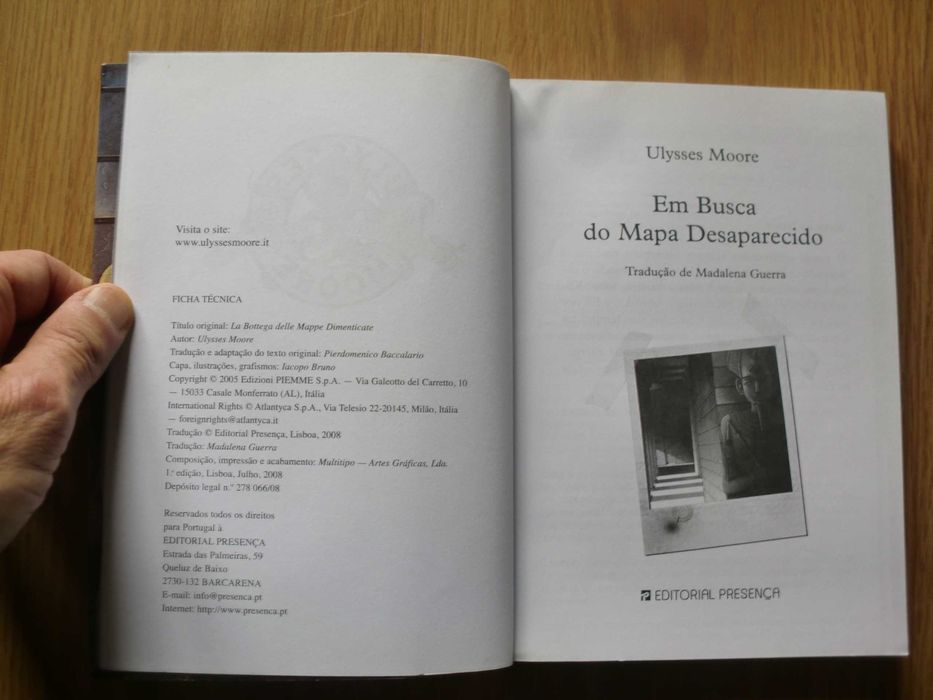 Visita o site:
www.ulyssesmoore.it
FICHA TÉCNICA
Título original: La Bottega delle Mappe Dimenticate
Autor: Ulysses Moore
Tradução e adaptação do texto original: Pierdomenico Baccalario
Capa, ilustrações, grafismos: Iacopo Bruno
Copyright © 2005 Edizioni PIEMME S.p.A. — Via Galeotto del Carretto, 10
— 15033 Casale Monferrato (AL), Itália
International Rights © Atlantyca S.p.A., Via Telesio 22-20145, Milão, Itália
— foreignrights@atlantyca.it
Tradução © Editorial Presença, Lisboa, 2008
Tradução: Madalena Guerra
Composição, impressão e acabamento: Multitipo — Artes Gráficas, Lda.
1.ª edição, Lisboa, Julho, 2008
Depósito legal n.º 278 066/08
Reservados todos os direitos
para Portugal à
EDITORIAL PRESENÇA
Estrada das Palmeiras, 59
Queluz de Baixo
2730-132 BARCARENA
E-mail: info@presenca.pt
Internet: http://www.presenca.pt
Ulysses Moore
Em Busca
do Mapa Desaparecido
Tradução de Madalena Guerra
EDITORIAL PRESENÇA